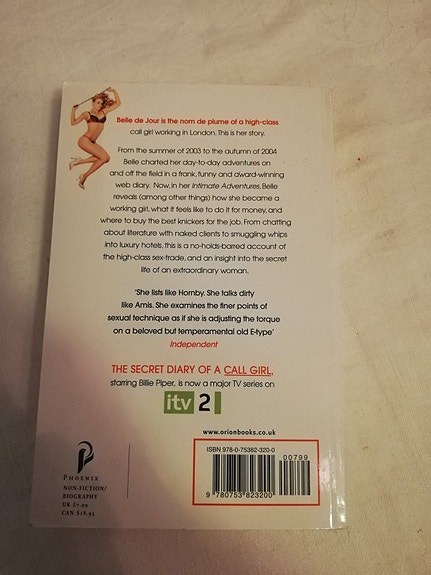 Belle de Jour is the nom de plume of a high-class
call girl working in London. This is her story.
From the summer of 2003 to the autumn of 2004
Belle charted her day-to-day adventures on
and off the field in a frank, funny and award-winning
web diary. Now, in her Intimate Adventures, Belle
reveals (among other things) how she became a
working girl, what it feels like to do it for money, and
where to buy the best knickers for the job. From chatting
about literature with naked clients to smuggling whips
into luxury hotels, this is a no-holds-barred account of
the high-class sex-trade, and an insight into the secret
life of an extraordinary woman.
'She lists like Hornby. She talks dirty
like Amis. She examines the finer points of
sexual technique as if she is adjusting the torque
on a beloved but temperamental old E-type'
Independent
THE SECRET DIARY OF A CALL GIRL,
starring Billie Piper, is now a major TV series on
itv 2
www.orionbooks.co.uk
PHOENIX
NON-FICTION/
BIOGRAPHY
UK £7.99
CAN $18.95
ISBN 978-0-75382-320-0
00799
9 780753 823200